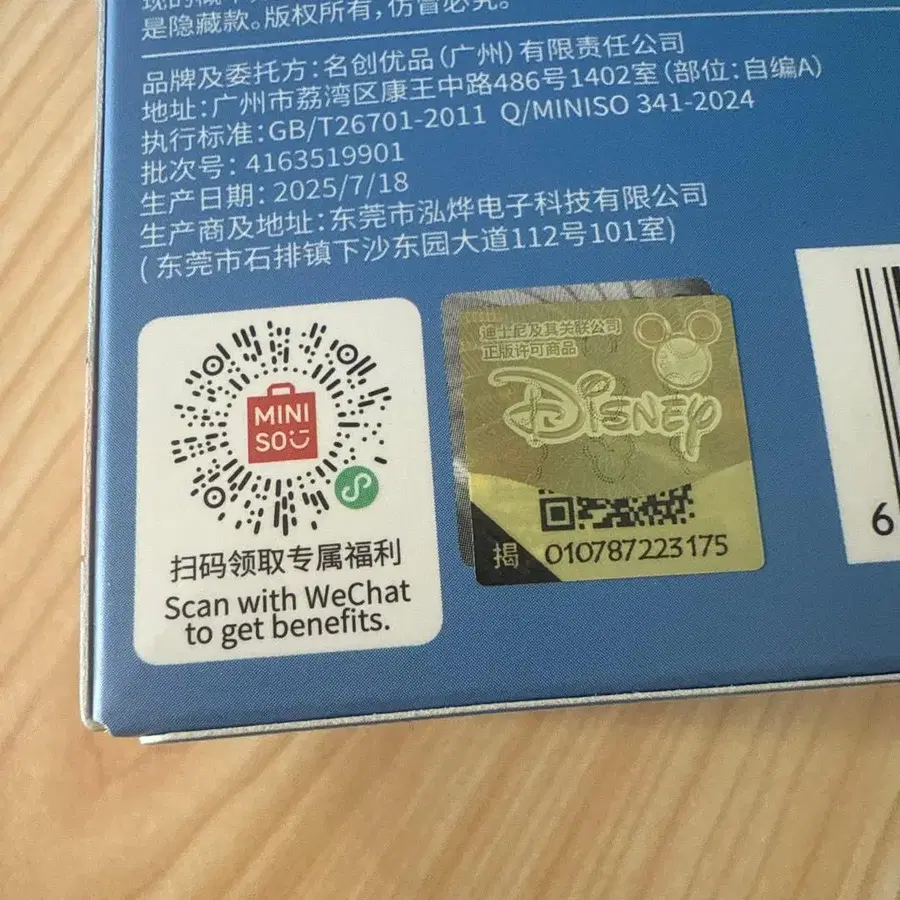 是隐藏款。版权所有,仿冒必究。
品牌及委托方:名创优品(广州)有限责任公司
地址:广州市荔湾区康王中路486号1402室(部位:自编A)
执行标准:GB/T26701-2011 Q/MINISO 341-2024
批次号: 4163519901
生产日期: 2025/7/18
生产商及地址:东莞市泓烨电子科技有限公司
(东莞市石排镇下沙东园大道112号101室)
MINI
SO
扫码领取专属福利
Scan with WeChat
to get benefits.
迪士尼及其关联公司
正版许可商品
Disney
揭
010787223175
6